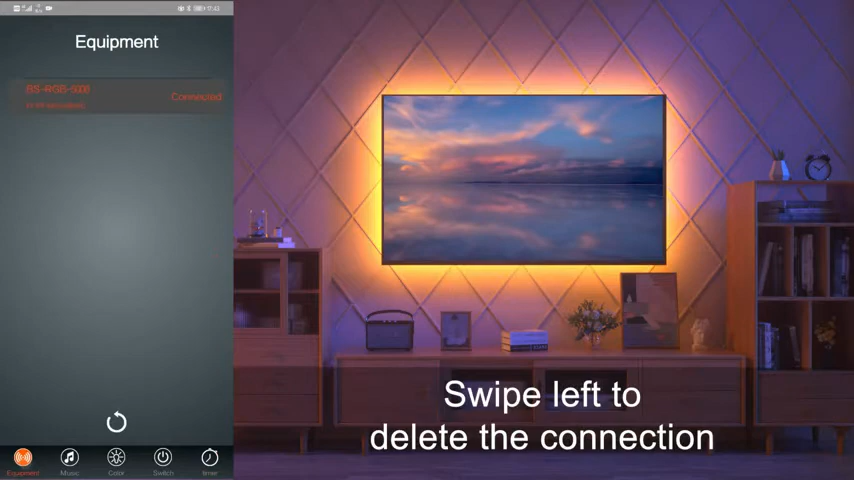 Equipment
BS-RGB-5008
Connected
Swipe left to
delete the connection
Equipment Music Color Switch timer